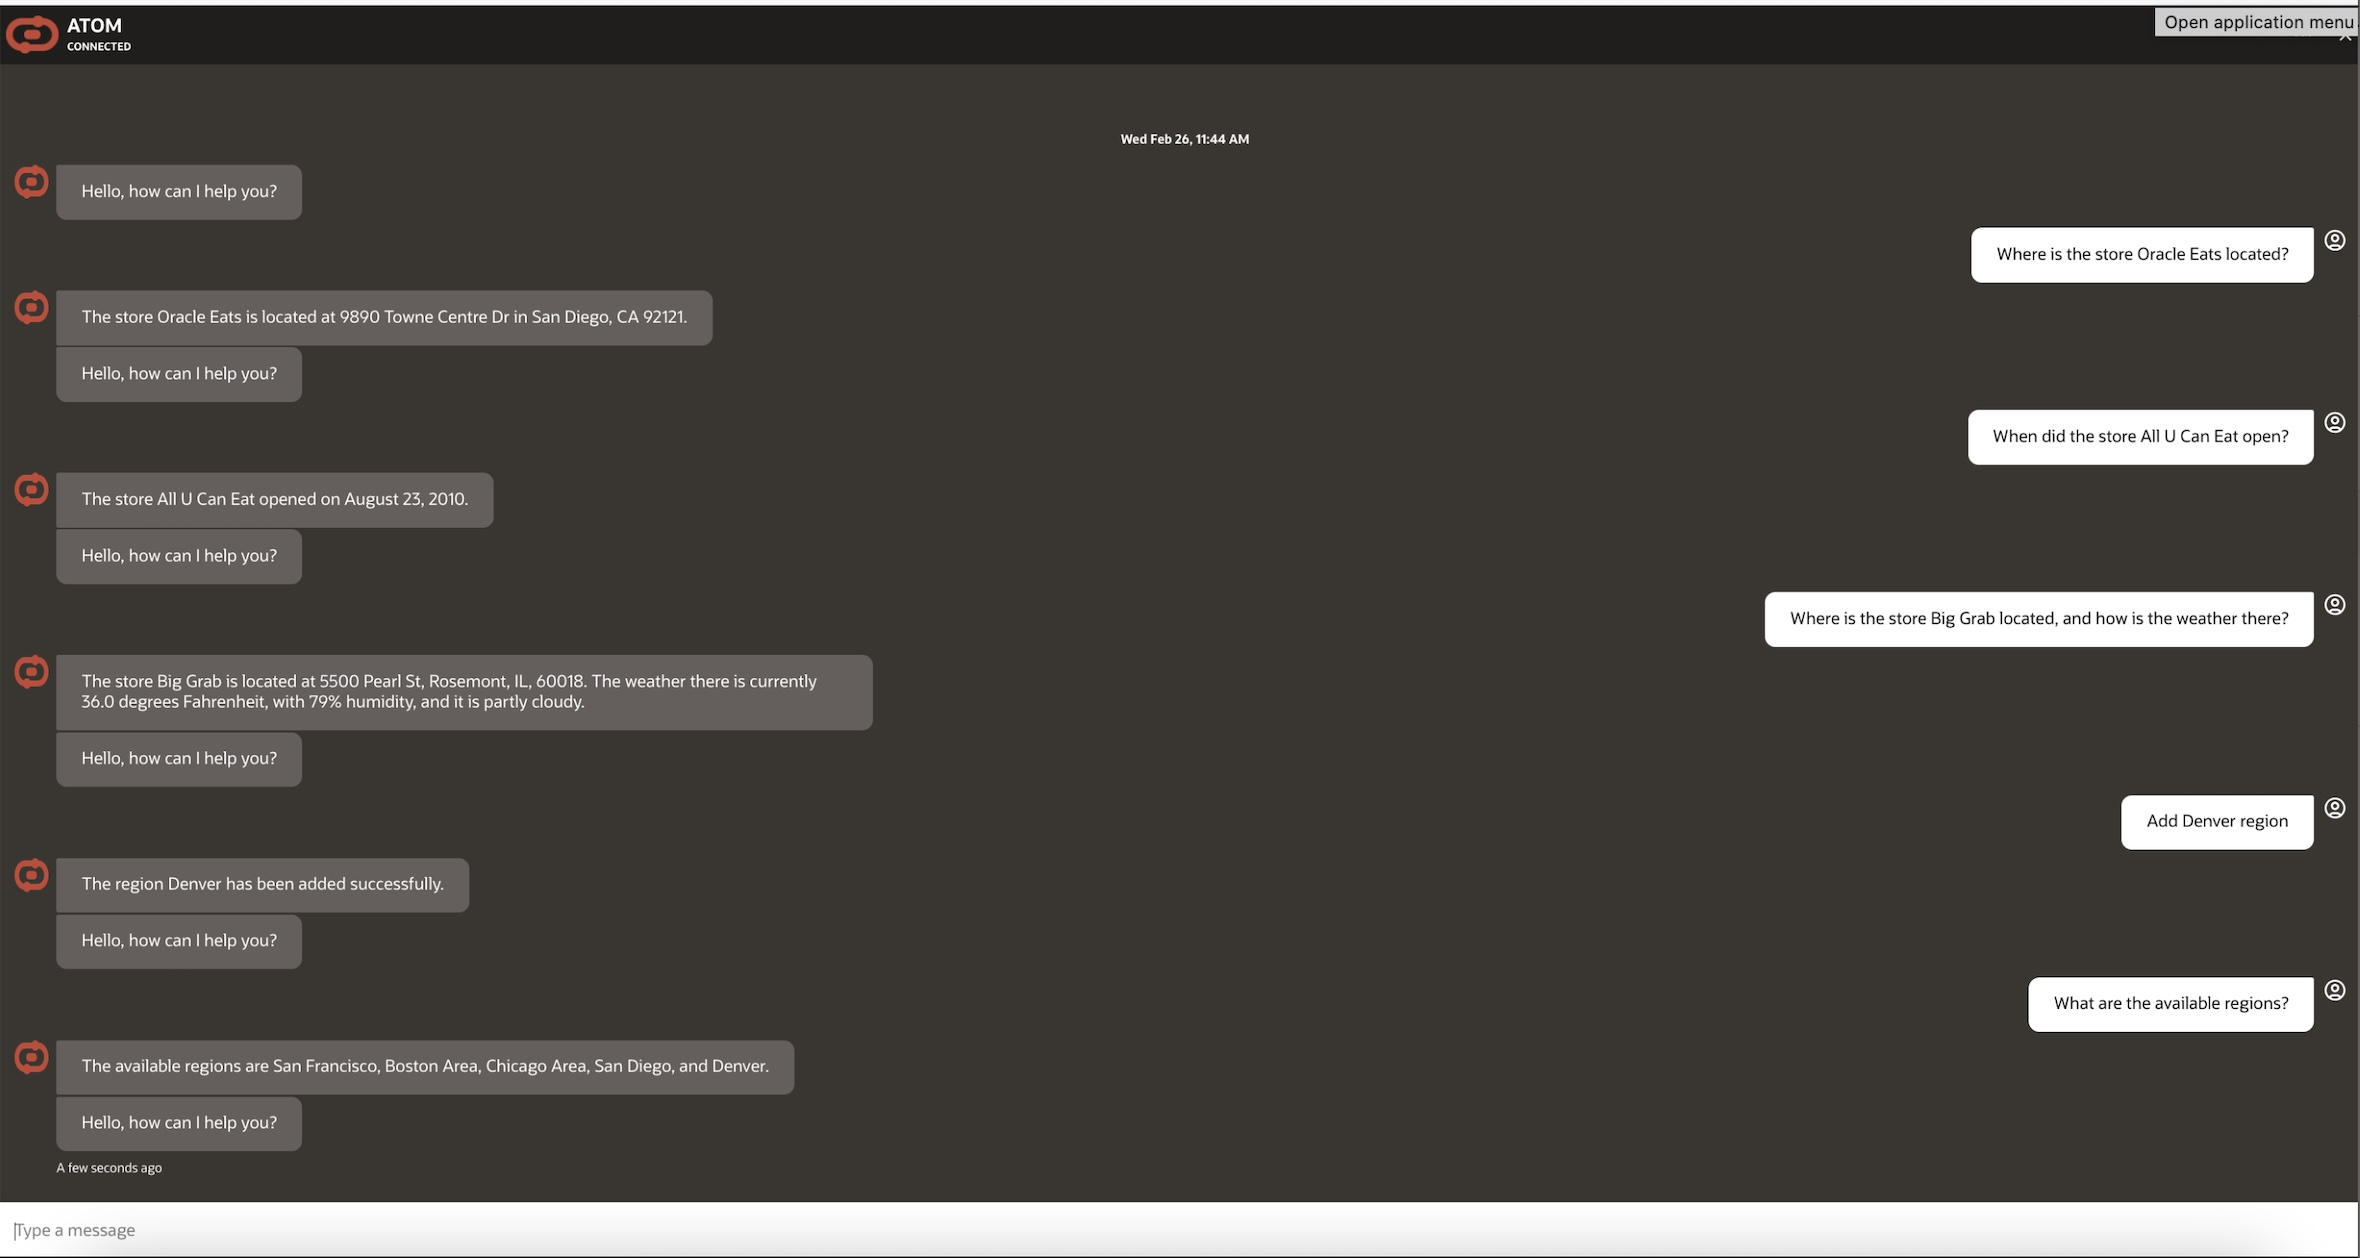 ATOM
CONNECTED
Open application menu
Wed Feb 26, 11:44 AM
Hello, how can I help you?
Where is the store Oracle Eats located?
The store Oracle Eats is located at 9890 Towne Centre Dr in San Diego, CA 92121.
Hello, how can I help you?
When did the store All U Can Eat open?
The store All U Can Eat opened on August 23, 2010.
Hello, how can I help you?
Where is the store Big Grab located, and how is the weather there?
The store Big Grab is located at 5500 Pearl St, Rosemont, IL, 60018. The weather there is currently
36.0 degrees Fahrenheit, with 79% humidity, and it is partly cloudy.
Hello, how can I help you?
Add Denver region
The region Denver has been added successfully.
Hello, how can I help you?
What are the available regions?
The available regions are San Francisco, Boston Area, Chicago Area, San Diego, and Denver.
Hello, how can I help you?
A few seconds ago
Type a message